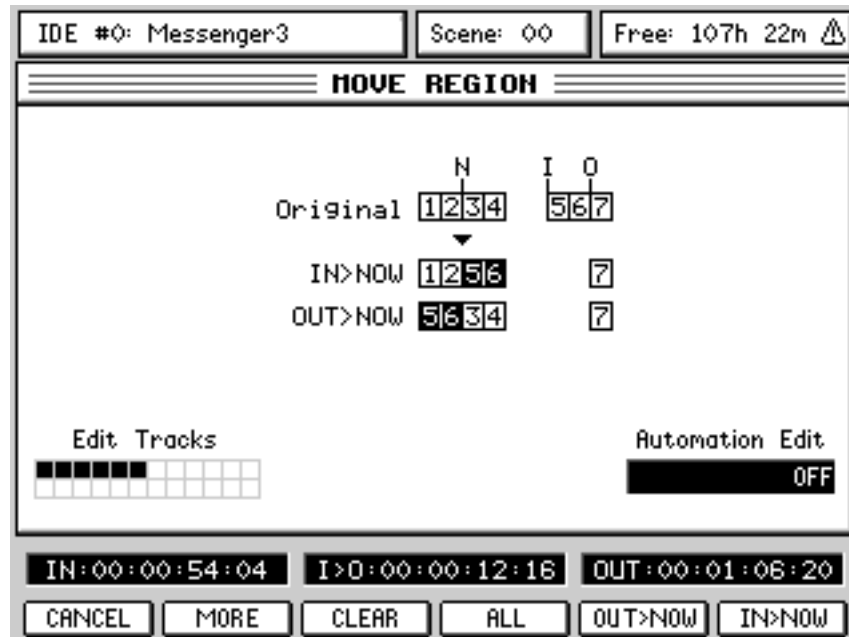 IDE #0: Messenger3 Scene: 00 Free: 107h 22m
MOVE REGION
N I O
Original 1234 567
IN>NOW 1256 7
OUT>NOW 5634 7
Edit Tracks Automation Edit
OFF
IN:00:00:54:04 I>O:00:00:12:16 OUT:00:01:06:20
CANCEL MORE CLEAR ALL OUT>NOW IN>NOW